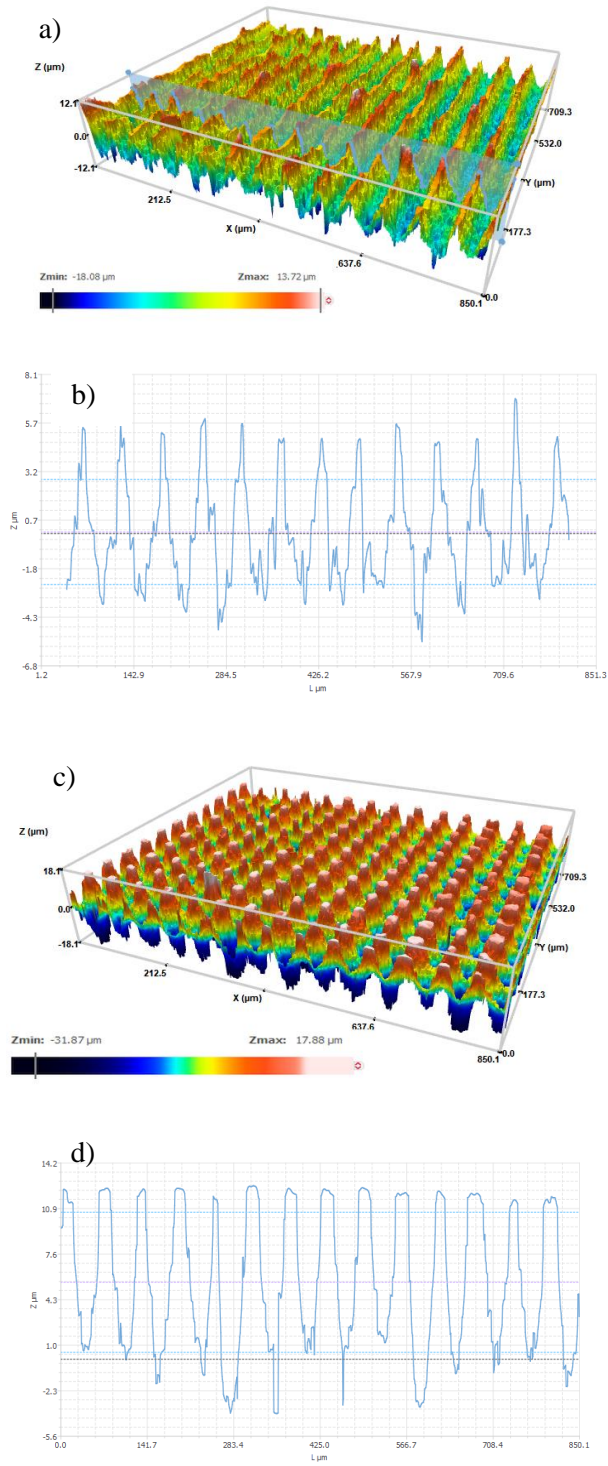 a)
Z (µm)
12.1
0.0
-12.1
212.5
X (µm)
637.6
850.1
0.0
177.3
Y (µm)
532.0
709.3
Zmin: -18.08 µm
Zmax: 13.72 µm
b)
8.1
5.7
3.2
0.7
-1.8
-4.3
-6.8
Z µm
1.2
142.9
284.5
426.2
567.9
709.6
851.3
L µm
c)
Z (µm)
18.1
0.0
-18.1
212.5
X (µm)
637.6
850.1
0.0
177.3
Y (µm)
532.0
709.3
Zmin: -31.87 µm
Zmax: 17.88 µm
d)
14.2
10.9
7.6
4.3
1.0
-2.3
-5.6
Z µm
0.0
141.7
283.4
425.0
566.7
708.4
850.1
L µm